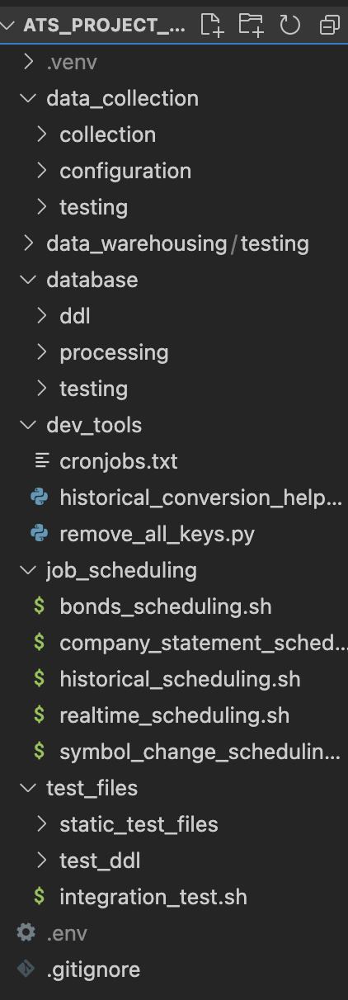 ATS_PROJECT_...
.venv
data_collection
collection
configuration
testing
data_warehousing/testing
database
ddl
processing
testing
dev_tools
cronjobs.txt
historical_conversion_help...
remove_all_keys.py
job_scheduling
$ bonds_scheduling.sh
$ company_statement_sched...
$ historical_scheduling.sh
$ realtime_scheduling.sh
$ symbol_change_schedulin...
test_files
static_test_files
test_ddl
$ integration_test.sh
.env
.gitignore